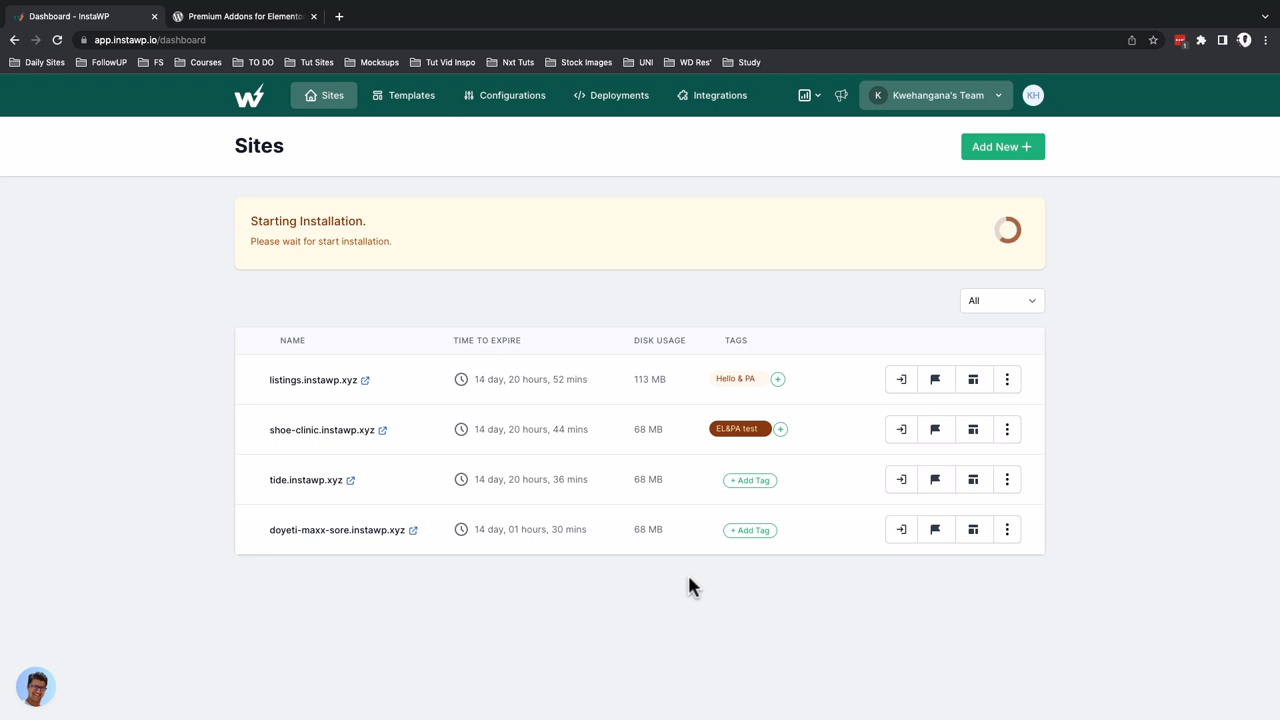 Dashboard - InstaWP
Premium Addons for Elemento
app.instawp.io/dashboard
1
Daily Sites
FollowUP
FS
Courses
TO DO
Tut Sites
Mocksups
Tut Vid Inspo
Nxt Tuts
Stock Images
UNI
WD Res'
Study
Sites
Templates
Configurations
Deployments
Integrations
K
Kwehangana's Team
KH
Sites
Add New
Starting Installation.
Please wait for start installation.
All
NAME TIME TO EXPIRE DISK USAGE TAGS
listings.instawp.xyz 14 day, 20 hours, 52 mins 113 MB Hello & PA
shoe-clinic.instawp.xyz 14 day, 20 hours, 44 mins 68 MB EL&PA test
tide.instawp.xyz 14 day, 20 hours, 36 mins 68 MB + Add Tag
doyeti-maxx-sore.instawp.xyz 14 day, 01 hours, 30 mins 68 MB + Add Tag